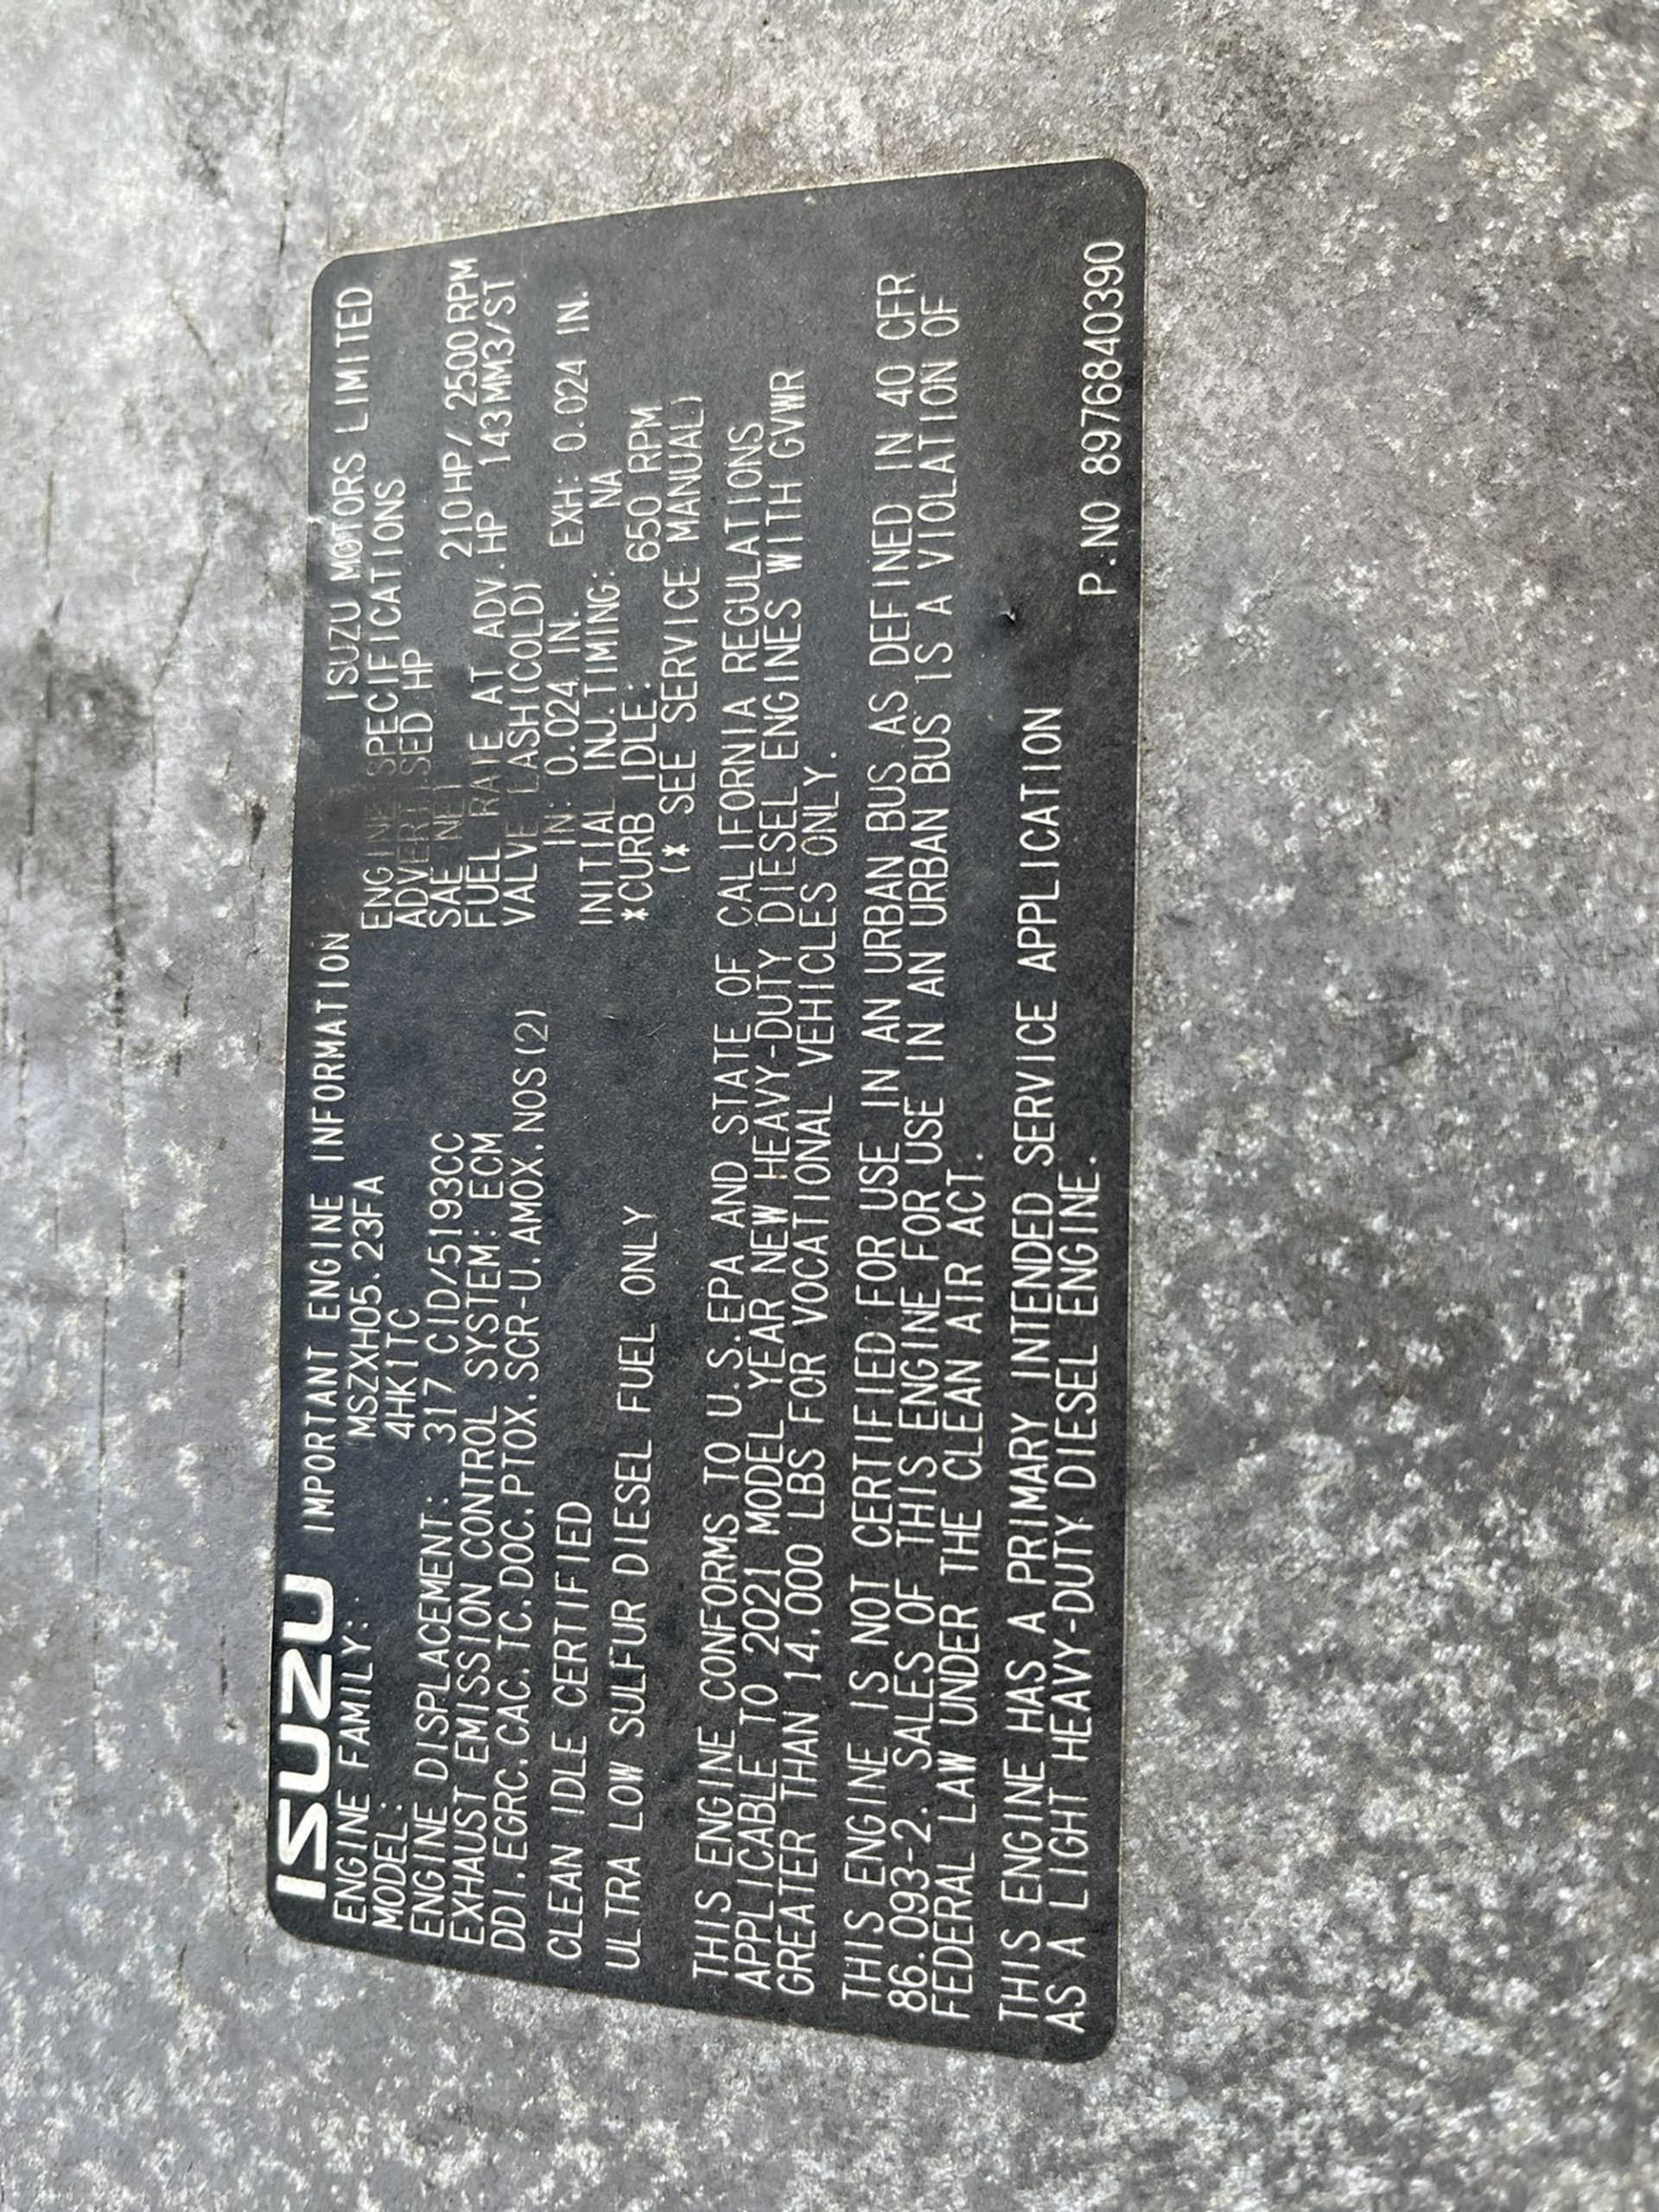 ISUZU IMPORTANT ENGINE INFORMATION ISUZU MOTORS LIMITED
ENGINE FAMILY: MSZXH05.23FA
MODEL: 4HK1TC
ENGINE DISPLACEMENT: 317 CID/5193CC
EXHAUST EMISSION CONTROL SYSTEM: ECM
DDI.EGRC.CAC.TC.DOC.PTOX.SCR-U.AMOX.NOS(2)
CLEAN IDLE CERTIFIED
ULTRA LOW SULFUR DIESEL FUEL ONLY
ENGINE SPECIFICATIONS
ADVERTISED HP
SAE NET 210HP/2500RPM
FUEL RATE AT ADV.HP 143MM3/ST
VALVE LASH(COLD)
IN: 0.024 IN. EXH: 0.024 IN.
INITIAL INJ.TIMING: NA
*CURB IDLE: 650 RPM
(* SEE SERVICE MANUAL)
THIS ENGINE CONFORMS TO U.S.EPA AND STATE OF CALIFORNIA REGULATIONS
APPLICABLE TO 2021 MODEL YEAR NEW HEAVY-DUTY DIESEL ENGINES WITH GVWR
GREATER THAN 14.000 LBS FOR VOCATIONAL VEHICLES ONLY.
THIS ENGINE IS NOT CERTIFIED FOR USE IN AN URBAN BUS AS DEFINED IN 40 CFR
86.093-2. SALES OF THIS ENGINE FOR USE IN AN URBAN BUS IS A VIOLATION OF
FEDERAL LAW UNDER THE CLEAN AIR ACT.
THIS ENGINE HAS A PRIMARY INTENDED SERVICE APPLICATION
AS A LIGHT HEAVY-DUTY DIESEL ENGINE.
P.NO 8976840390